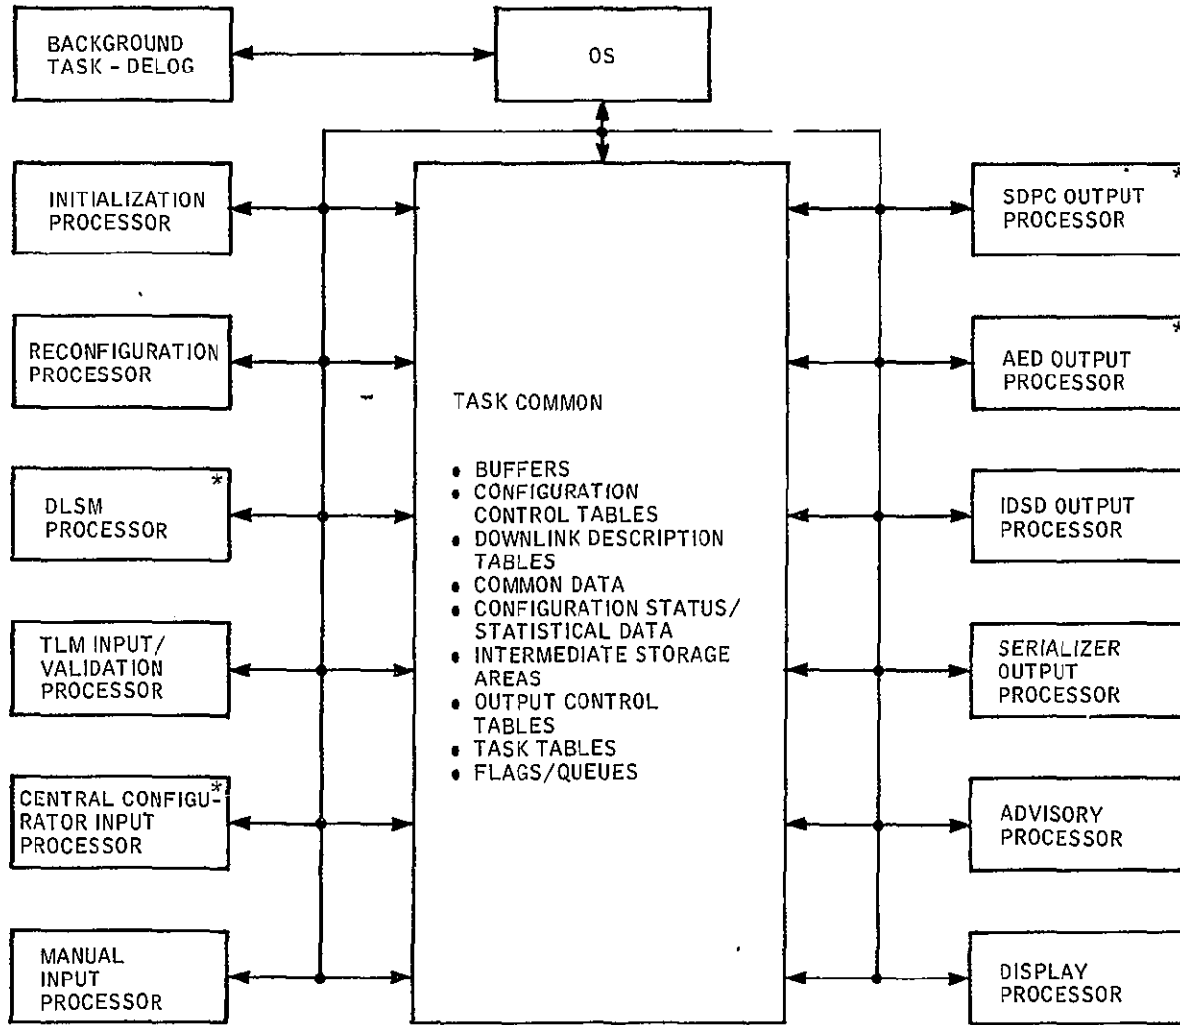 BACKGROUND
TASK - DELOG
OS
INITIALIZATION
PROCESSOR
RECONFIGURATION
PROCESSOR
*
DLSM
PROCESSOR
TLM INPUT/
VALIDATION
PROCESSOR
*
CENTRAL CONFIGU-
RATOR INPUT
PROCESSOR
MANUAL
INPUT
PROCESSOR
TASK COMMON
• BUFFERS
• CONFIGURATION
CONTROL TABLES
• DOWNLINK DESCRIPTION
TABLES
• COMMON DATA
• CONFIGURATION STATUS/
STATISTICAL DATA
• INTERMEDIATE STORAGE
AREAS
• OUTPUT CONTROL
TABLES
• TASK TABLES
• FLAGS/QUEUES
*
SDPC OUTPUT
PROCESSOR
*
AED OUTPUT
PROCESSOR
IDSD OUTPUT
PROCESSOR
SERIALIZER
OUTPUT
PROCESSOR
ADVISORY
PROCESSOR
DISPLAY
PROCESSOR